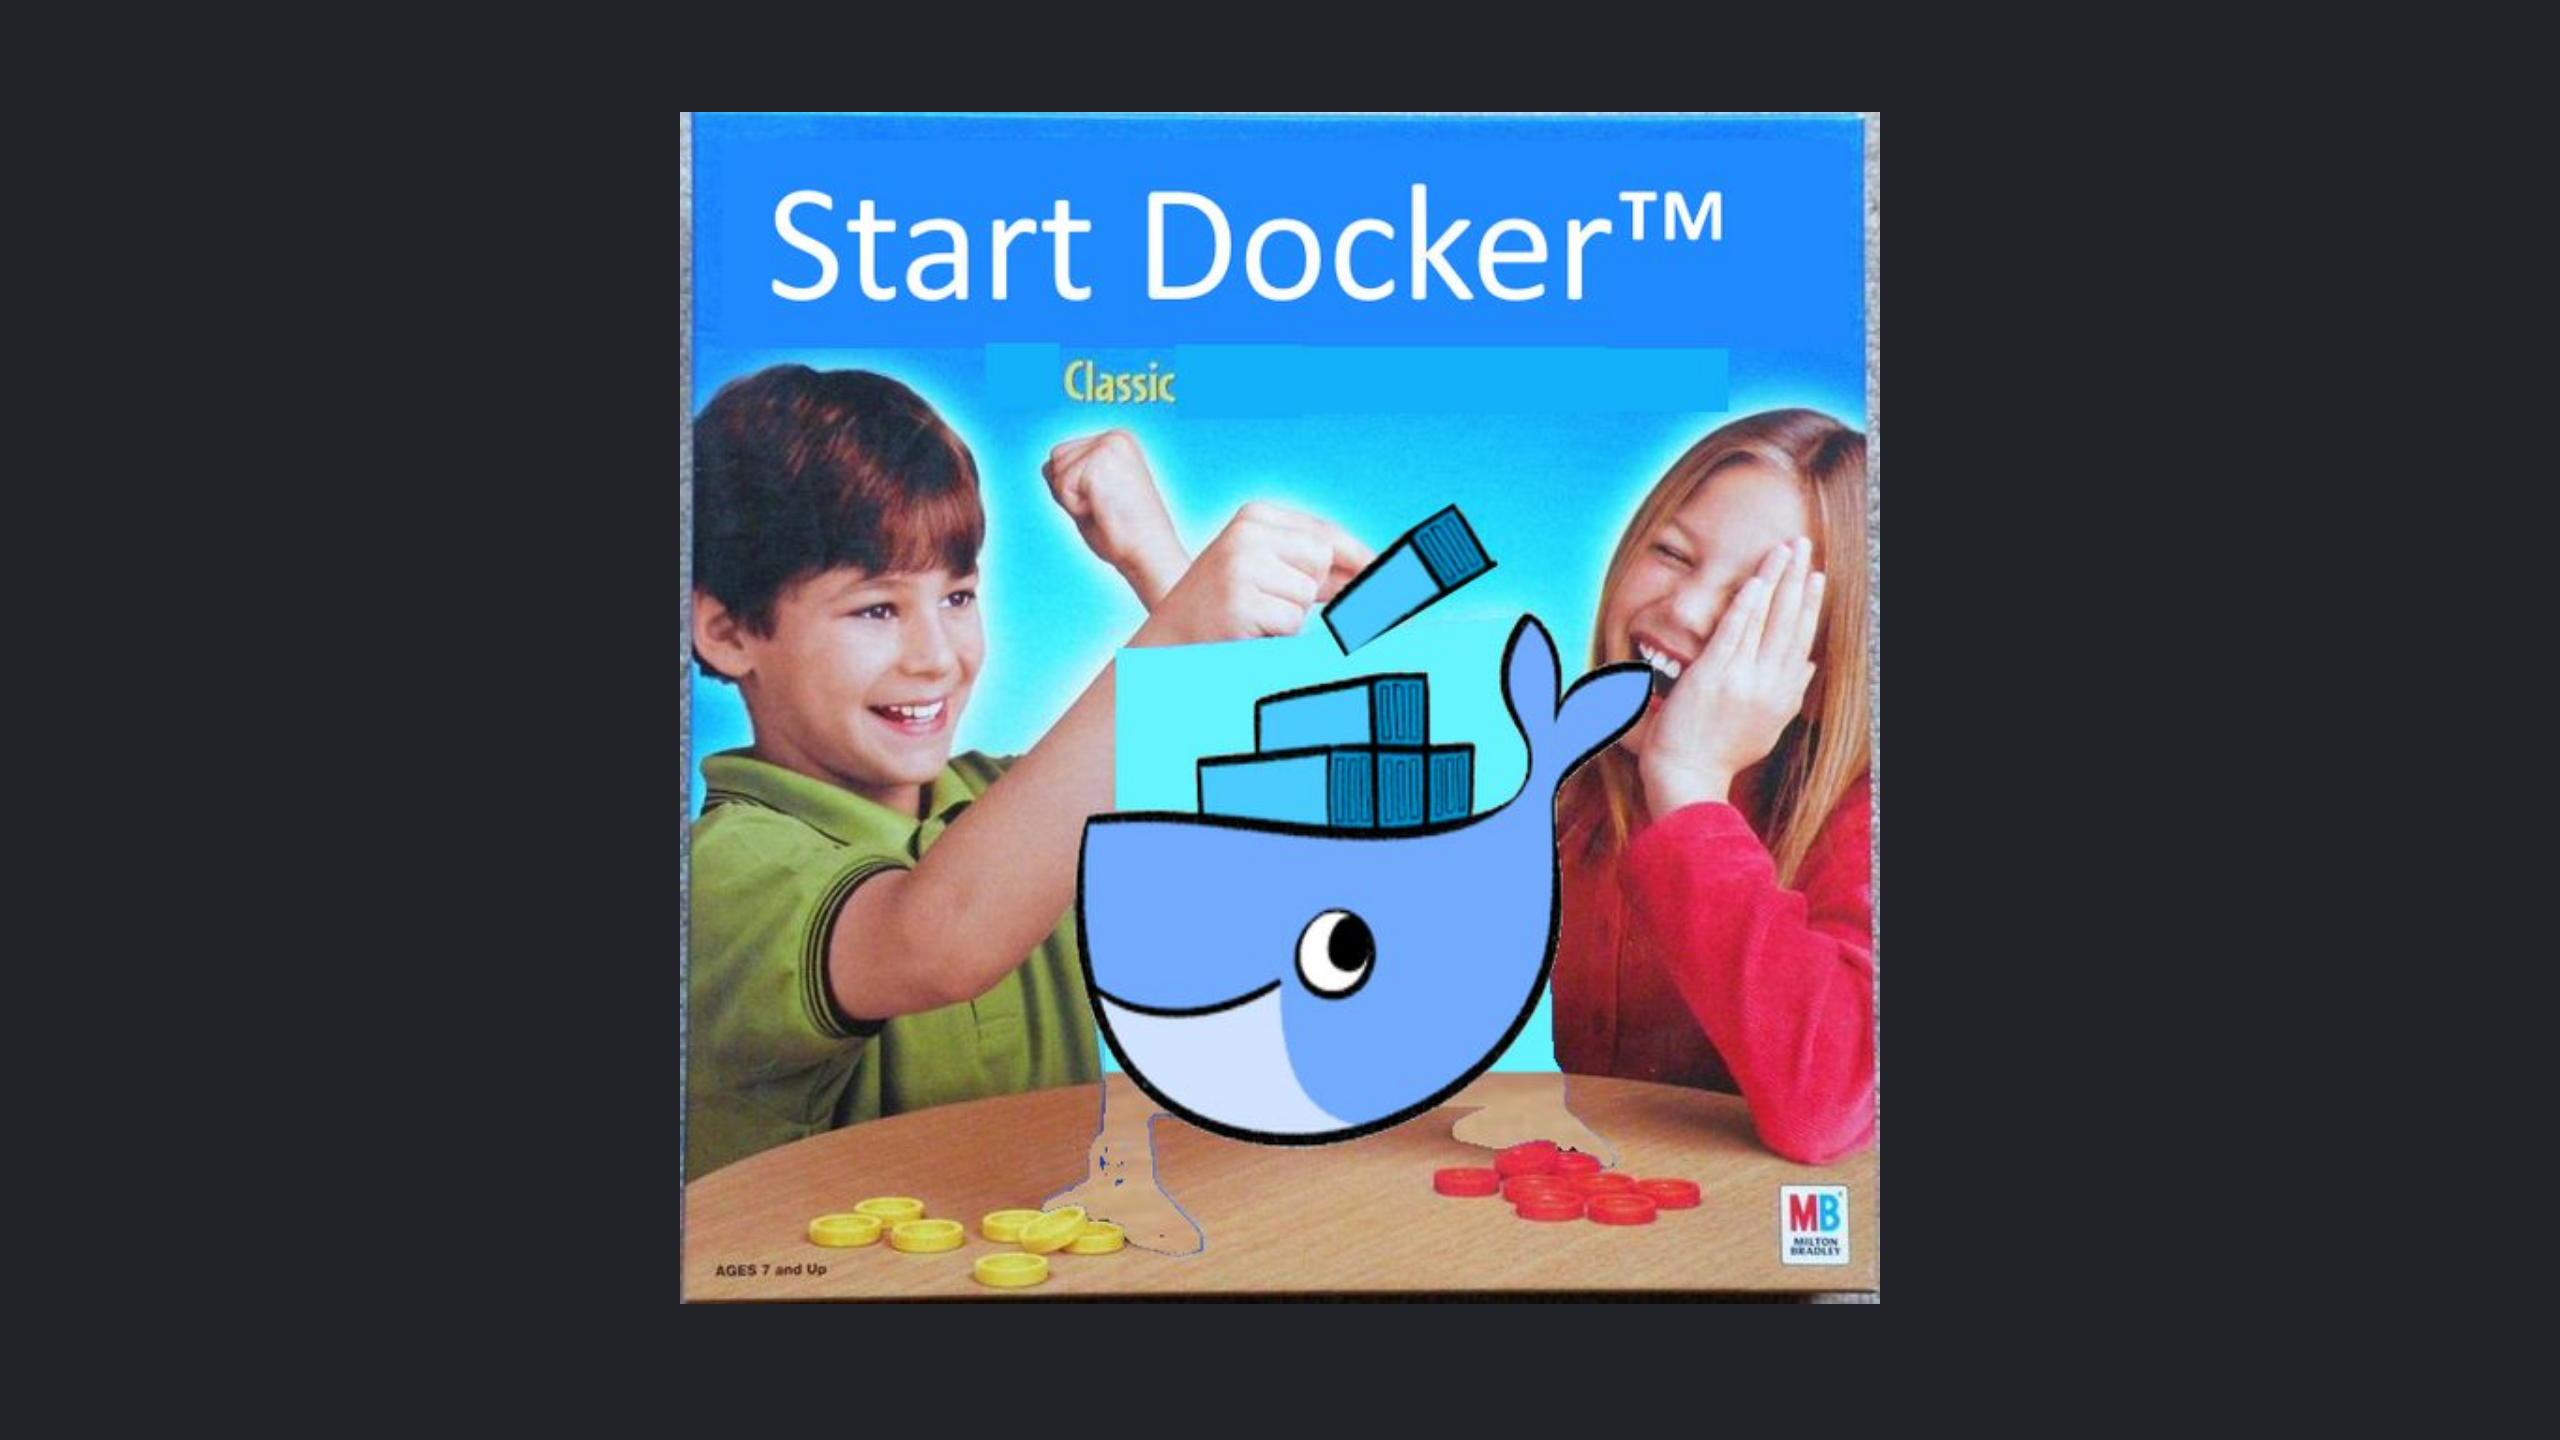 Start Docker™
Classic
MB
MILTON
BRADLEY
AGES 7 and Up